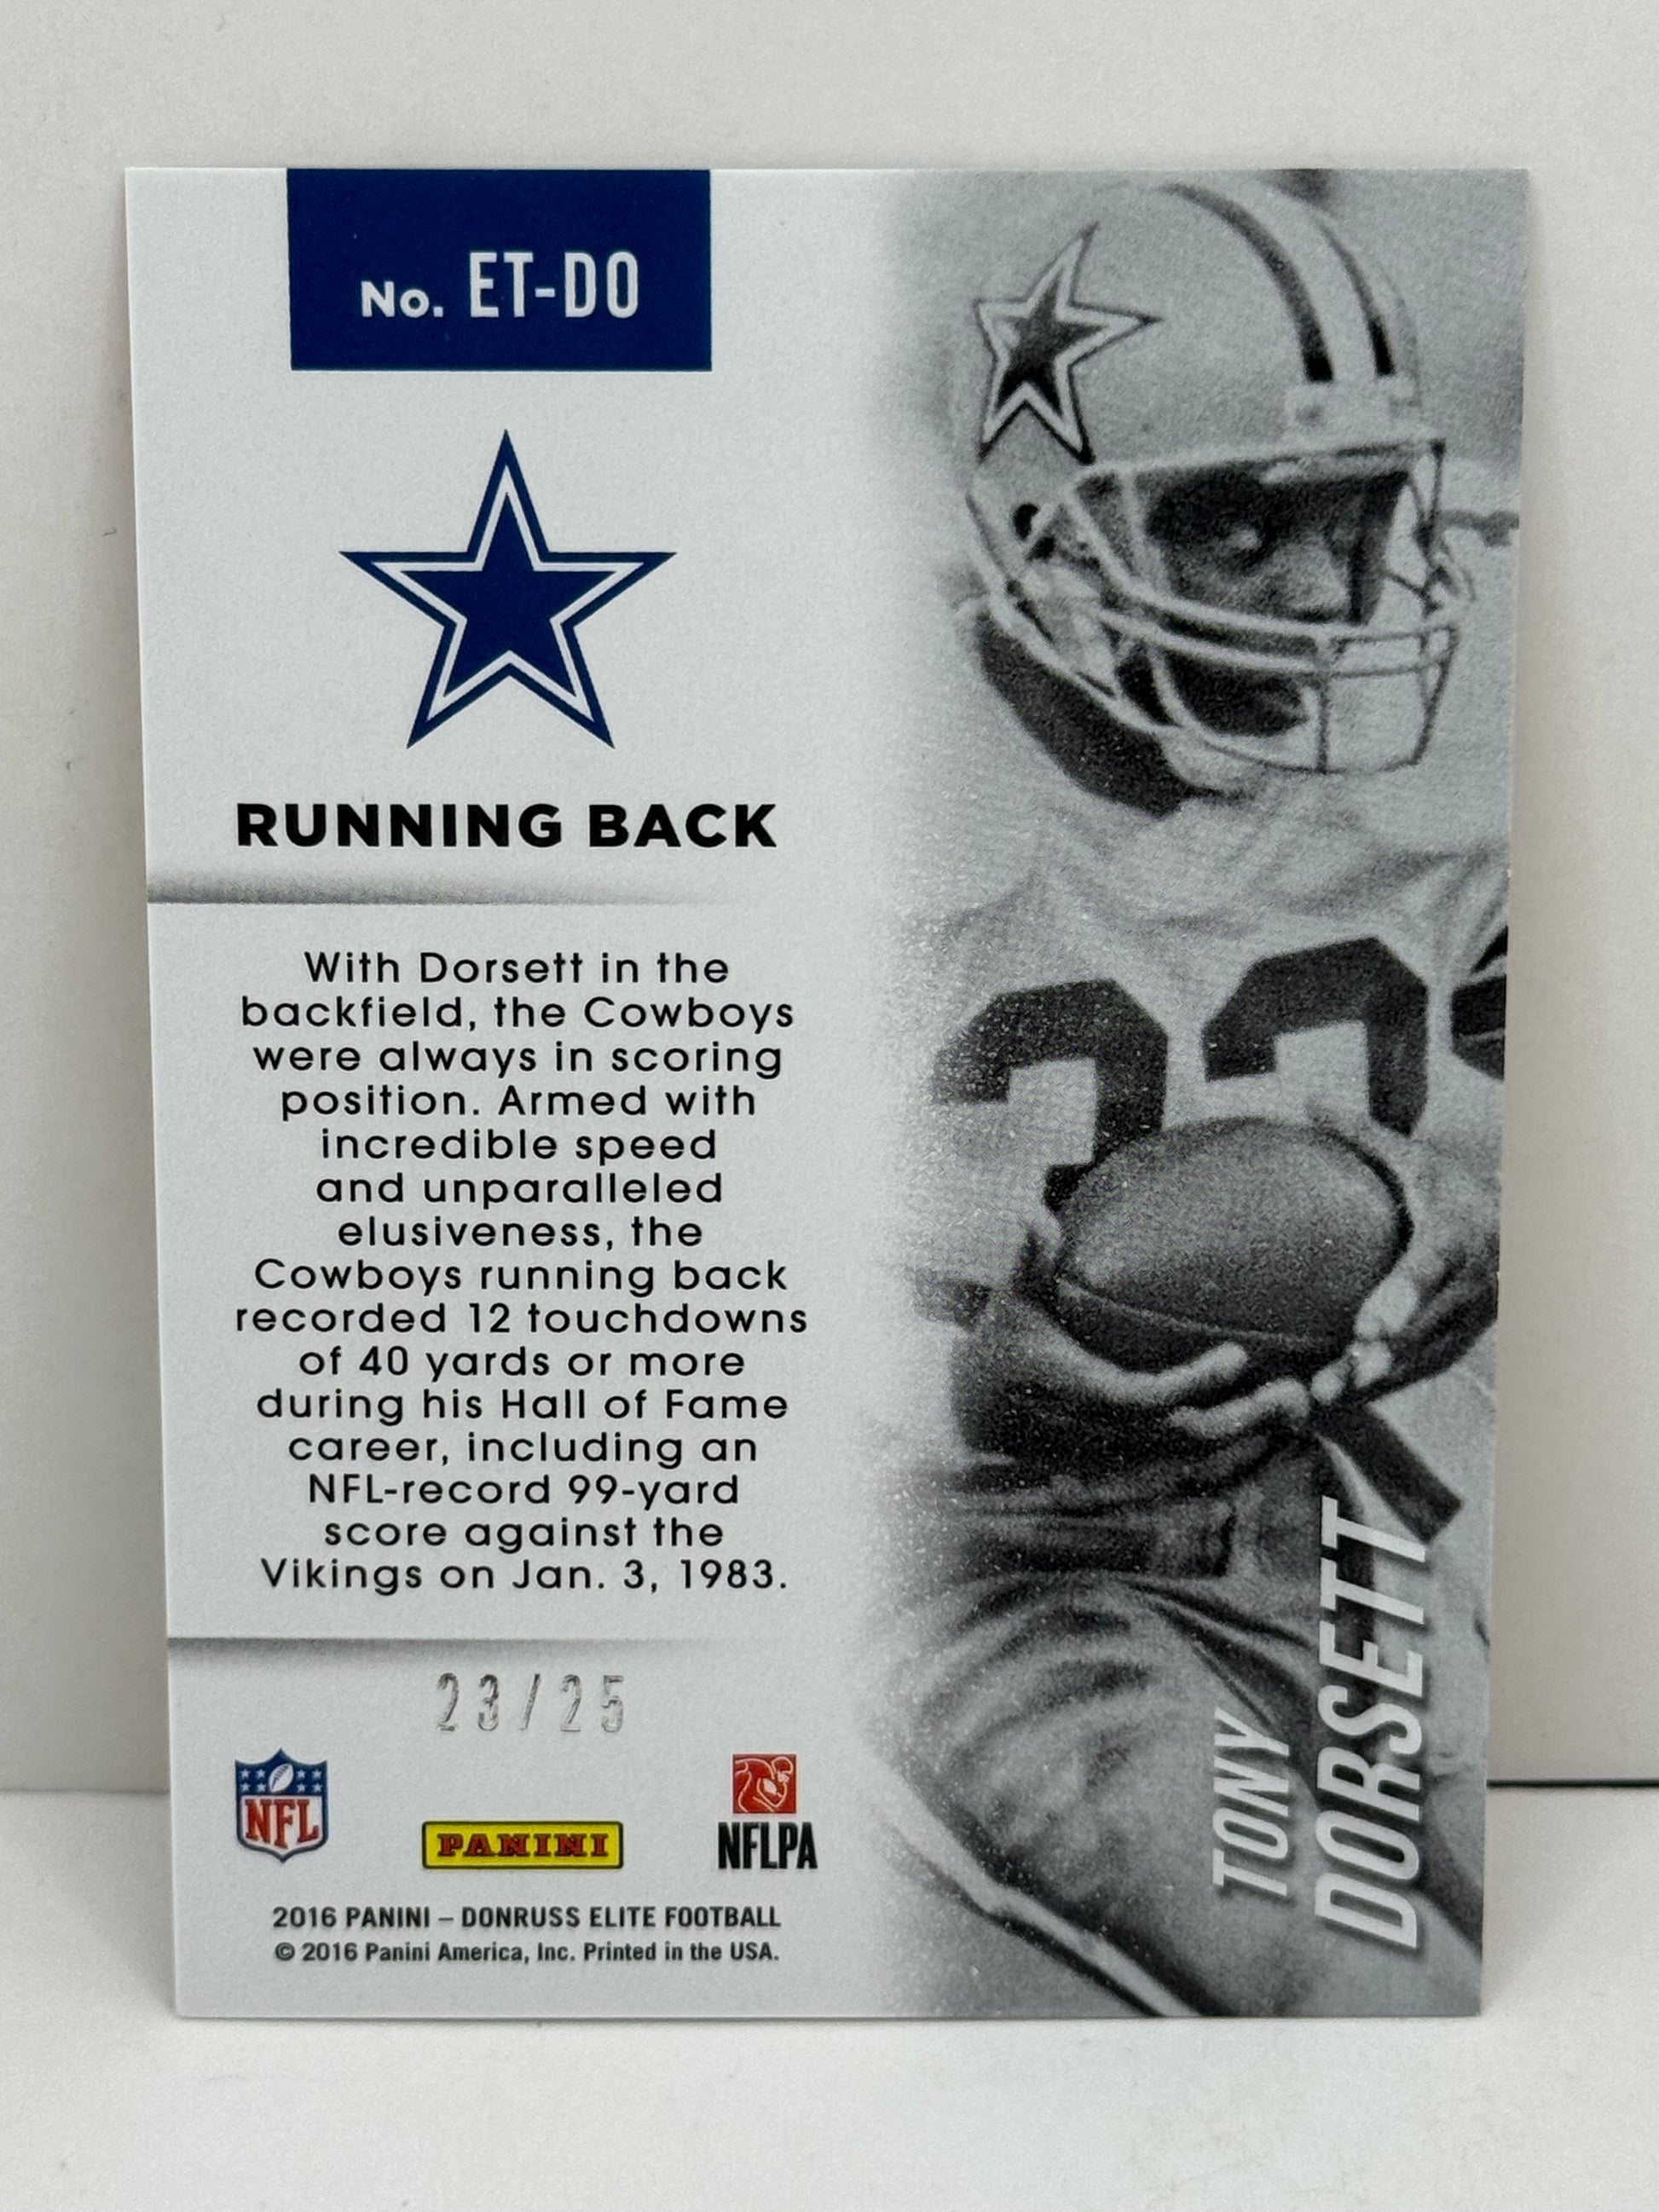 No. ET-DO
RUNNING BACK
With Dorsett in the
backfield, the Cowboys
were always in scoring
position. Armed with
incredible speed
and unparalleled
elusiveness, the
Cowboys running back
recorded 12 touchdowns
of 40 yards or more
during his Hall of Fame
career, including an
NFL-record 99-yard
score against the
Vikings on Jan. 3, 1983.
23/25
NFL
PANINI
NFLPA
2016 PANINI – DONRUSS ELITE FOOTBALL
© 2016 Panini America, Inc. Printed in the USA.
TONY
DORSETT
33